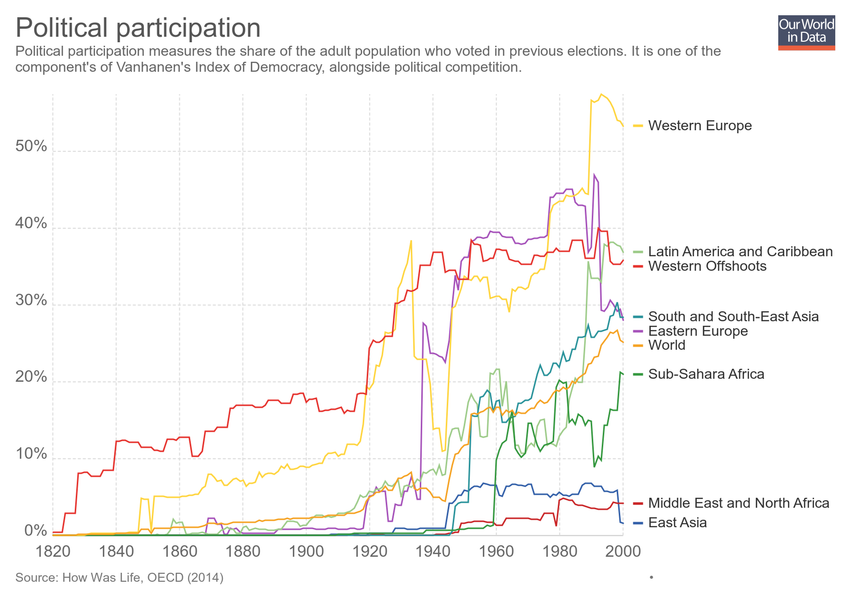 Political participation
Our World
in Data
Political participation measures the share of the adult population who voted in previous elections. It is one of the
component's of Vanhanen's Index of Democracy, alongside political competition.
50%
40%
30%
20%
10%
0%
Western Europe
Latin America and Caribbean
Western Offshoots
South and South-East Asia
Eastern Europe
World
Sub-Sahara Africa
Middle East and North Africa
East Asia
1820 1840 1860 1880 1900 1920 1940 1960 1980 2000
Source: How Was Life, OECD (2014)